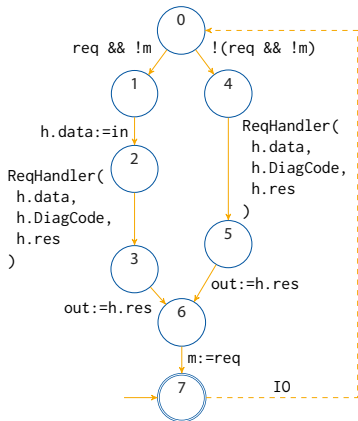 0
req && !m
!(req && !m)
1
4
h.data:=in
ReqHandler(
h.data,
h.DiagCode,
h.res
)
2
ReqHandler(
h.data,
h.DiagCode,
h.res
)
3
5
out:=h.res
out:=h.res
6
m:=req
7
IO